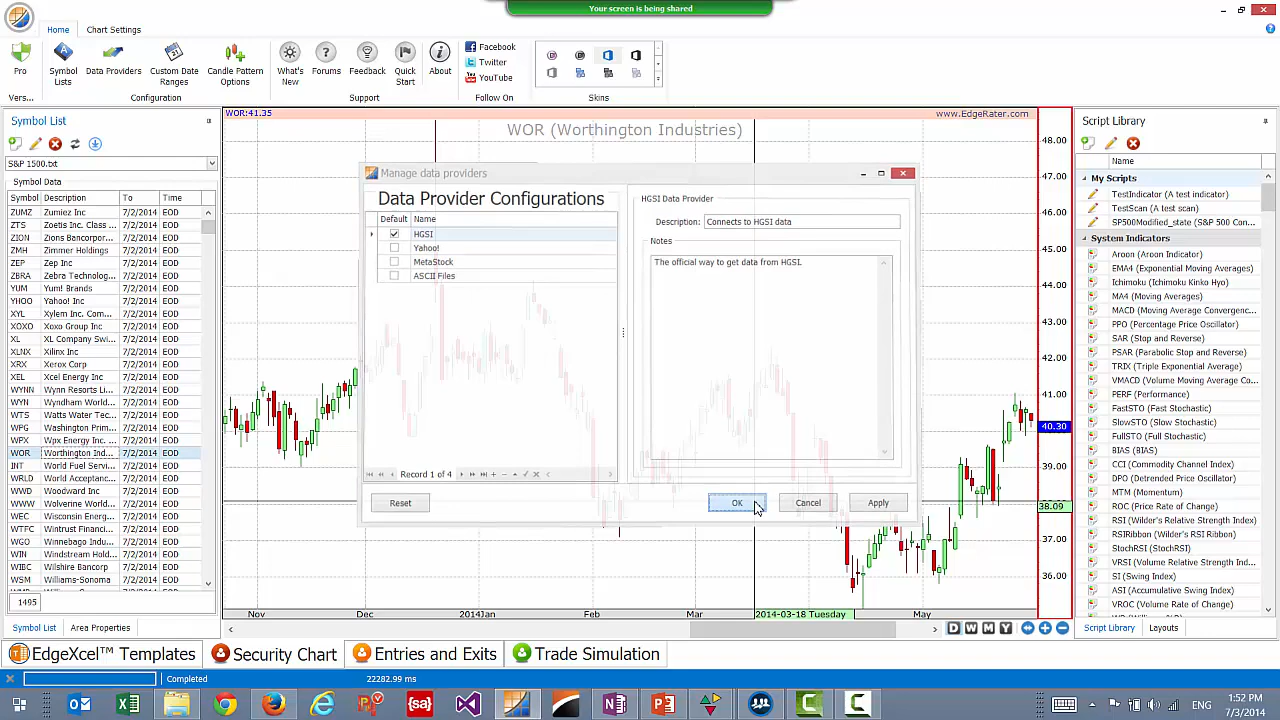 Your screen is being shared
Home
Chart Settings
Pro
Symbol Lists
Data Providers
Custom Date Ranges
Candle Pattern Options
What's New
Forums
Feedback
Quick Start
About
Facebook
Twitter
YouTube
Vers...
Configuration
Support
Follow On
Skins
Symbol List
S&P 1500.txt
Symbol Data
Symbol Description To Time
ZUMZ Zumiez Inc 7/2/2014 EOD
ZTS Zoetis Inc. Class ... 7/2/2014 EOD
ZION Zions Bancorpor... 7/2/2014 EOD
ZMH Zimmer Holdings 7/2/2014 EOD
ZEP Zep Inc 7/2/2014 EOD
ZBRA Zebra Technolog... 7/2/2014 EOD
YUM Yum! Brands 7/2/2014 EOD
YHOO Yahoo! Inc 7/2/2014 EOD
XYL Xylem Inc. Com... 7/2/2014 EOD
XOXO Xoxo Group Inc 7/2/2014 EOD
XL XL Company Swi... 7/2/2014 EOD
XLNX Xilinx Inc 7/2/2014 EOD
XRX Xerox Corp 7/2/2014 EOD
XEL Xcel Energy Inc 7/2/2014 EOD
WYNN Wynn Resorts Li... 7/2/2014 EOD
WYN Wyndham World... 7/2/2014 EOD
WTS Watts Water Tec... 7/2/2014 EOD
WPG Washington Prim... 7/2/2014 EOD
WPX Wpx Energy Inc. ... 7/2/2014 EOD
WOR Worthington Ind... 7/2/2014 EOD
INT World Fuel Servi... 7/2/2014 EOD
WRLD World Acceptanc... 7/2/2014 EOD
WWD Woodward Inc 7/2/2014 EOD
WWW Wolverine World... 7/2/2014 EOD
WEC Wisconsin Energy... 7/2/2014 EOD
WTFC Wintrust Financi... 7/2/2014 EOD
WGO Winnebago Indu... 7/2/2014 EOD
WIN Windstream Hold... 7/2/2014 EOD
WIBC Wilshire Bancorp 7/2/2014 EOD
WSM Williams-Sonoma 7/2/2014 EOD
1495
Symbol List
Area Properties
WOR:41.35
www.EdgeRater.com
WOR (Worthington Industries)
48.00
47.00
46.00
45.00
44.00
43.00
42.00
41.00
40.30
39.00
38.09
37.00
36.00
Nov Dec 2014Jan Feb Mar 2014-03-18 Tuesday May
D W M Y
Manage data providers
Data Provider Configurations
Default Name
HGSI
Yahoo!
MetaStock
ASCII Files
Record 1 of 4
HGSI Data Provider
Description: Connects to HGSI data
Notes
The official way to get data from HGSI.
Reset
OK
Cancel
Apply
Script Library
Name
My Scripts
TestIndicator (A test indicator)
TestScan (A test scan)
SP500Modified_state (S&P 500 Con...
System Indicators
Aroon (Aroon Indicator)
EMA4 (Exponential Moving Averages)
Ichimoku (Ichimoku Kinko Hyo)
MA4 (Moving Averages)
MACD (Moving Average Convergenc...
PPO (Percentage Price Oscillator)
SAR (Stop and Reverse)
PSAR (Parabolic Stop and Reverse)
TRIX (Triple Exponential Average)
VMACD (Volume Moving Average Co...
PERF (Performance)
FastSTO (Fast Stochastic)
SlowSTO (Slow Stochastic)
FullSTO (Full Stochastic)
BIAS (BIAS)
CCI (Commodity Channel Index)
DPO (Detrended Price Oscillator)
MTM (Momentum)
ROC (Price Rate of Change)
RSI (Wilder's Relative Strength Index)
RSIRibbon (Wilder's RSI Ribbon)
StochRSI (StochRSI)
VRSI (Volume Relative Strength Ind...
SI (Swing Index)
ASI (Accumulative Swing Index)
VROC (Volume Rate of Change)
Script Library
Layouts
EdgeXcel™ Templates
Security Chart
Entries and Exits
Trade Simulation
Completed
22282.99 ms
ENG
1:52 PM
7/3/2014